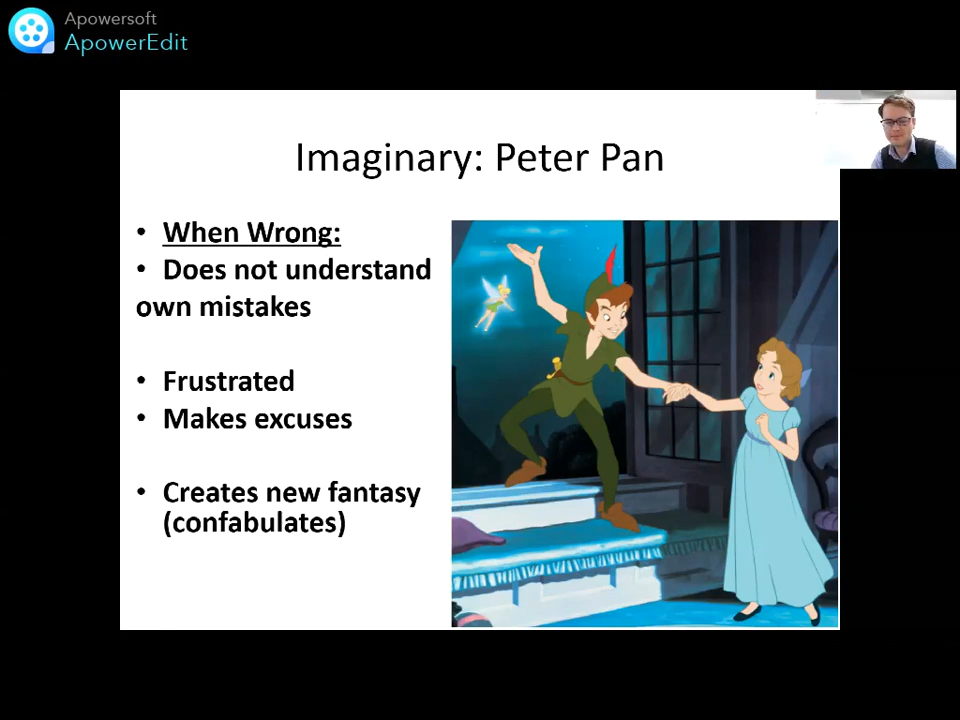 Apowersoft
ApowerEdit
Imaginary: Peter Pan
• When Wrong:
• Does not understand
own mistakes
• Frustrated
• Makes excuses
• Creates new fantasy
(confabulates)